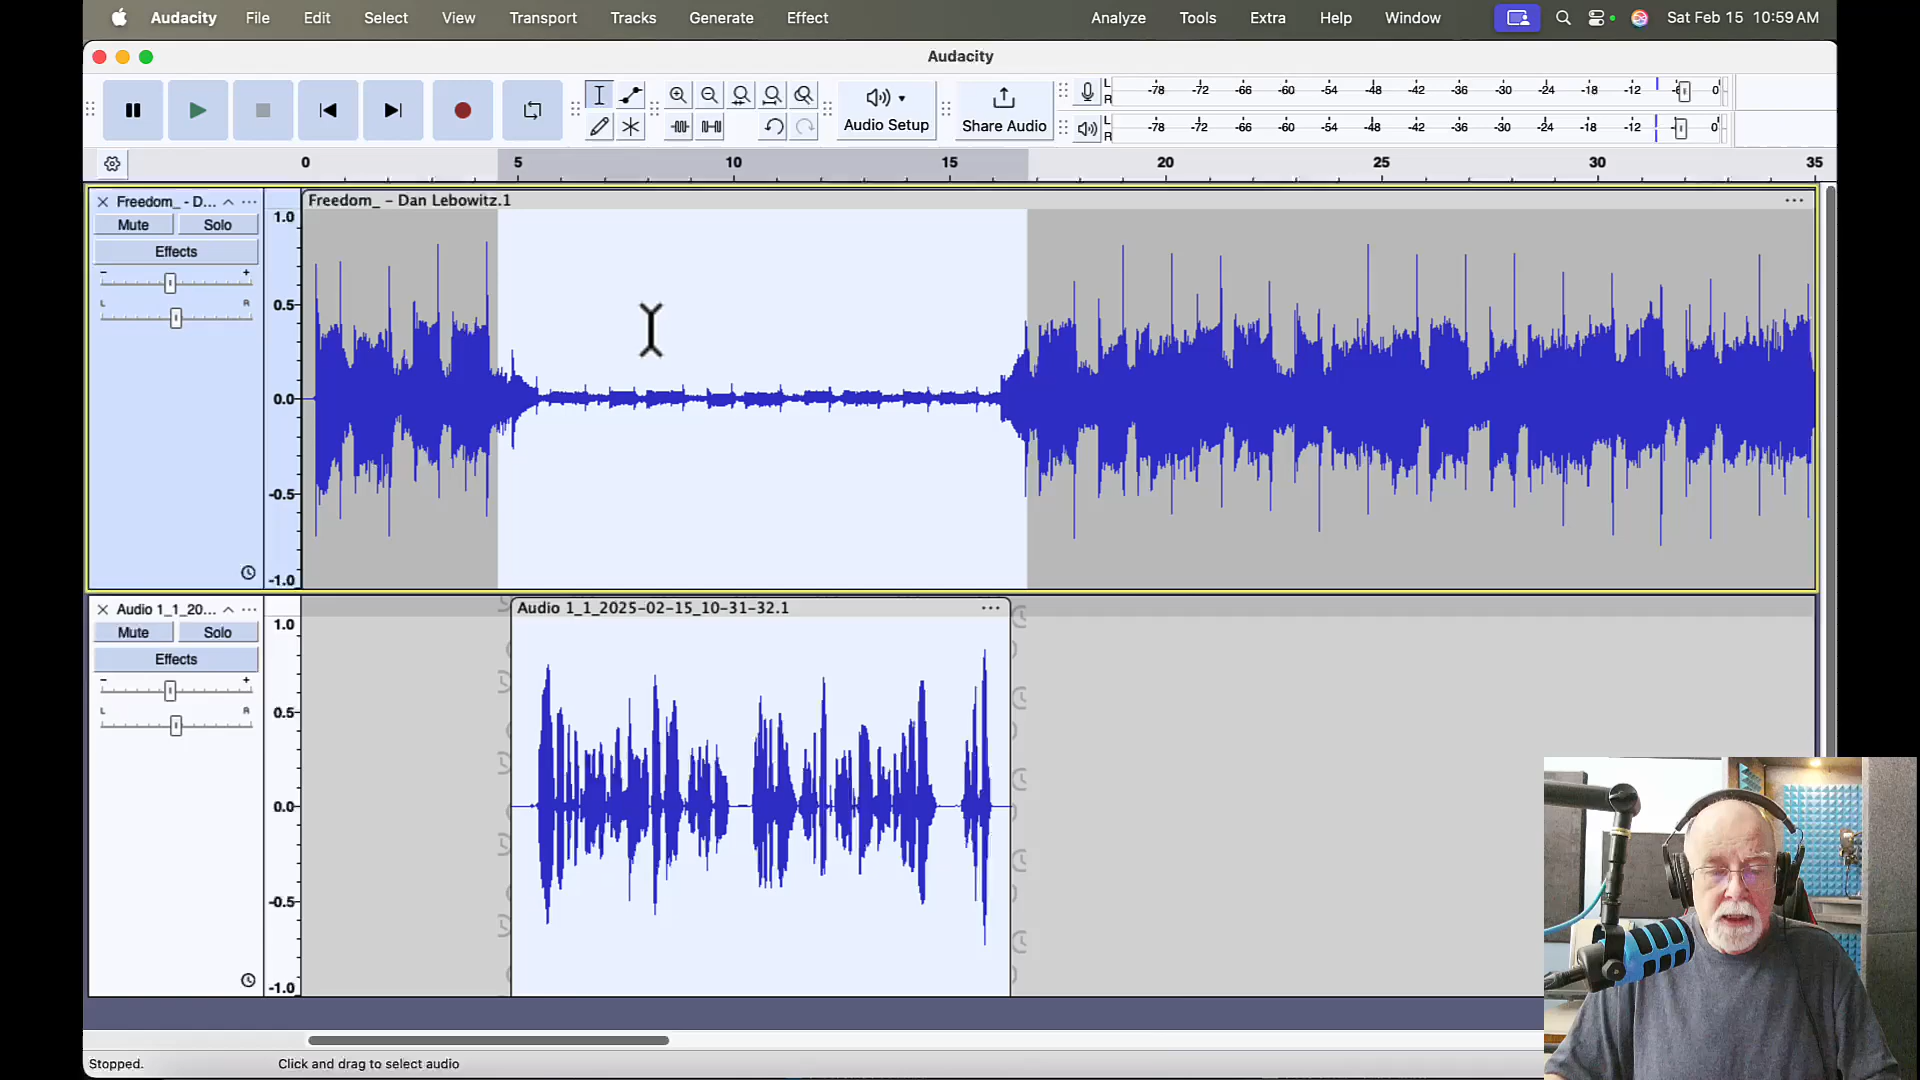 Audacity File Edit Select View Transport Tracks Generate Effect Analyze Tools Extra Help Window Sat Feb 15 10:59 AM
Audacity
Audio Setup
Share Audio
L -78 -72 -66 -60 -54 -48 -42 -36 -30 -24 -18 -12 0
R
L -78 -72 -66 -60 -54 -48 -42 -36 -30 -24 -18 -12 0
R
0 5 10 15 20 25 30 35
Freedom_ - D...
Freedom_ - Dan Lebowitz.1
Mute Solo
Effects
- +
L R
1.0
0.5
0.0
-0.5
-1.0
Audio 1_1_20...
Audio 1_1_2025-02-15_10-31-32.1
Mute Solo
Effects
- +
L R
1.0
0.5
0.0
-0.5
-1.0
Stopped. Click and drag to select audio